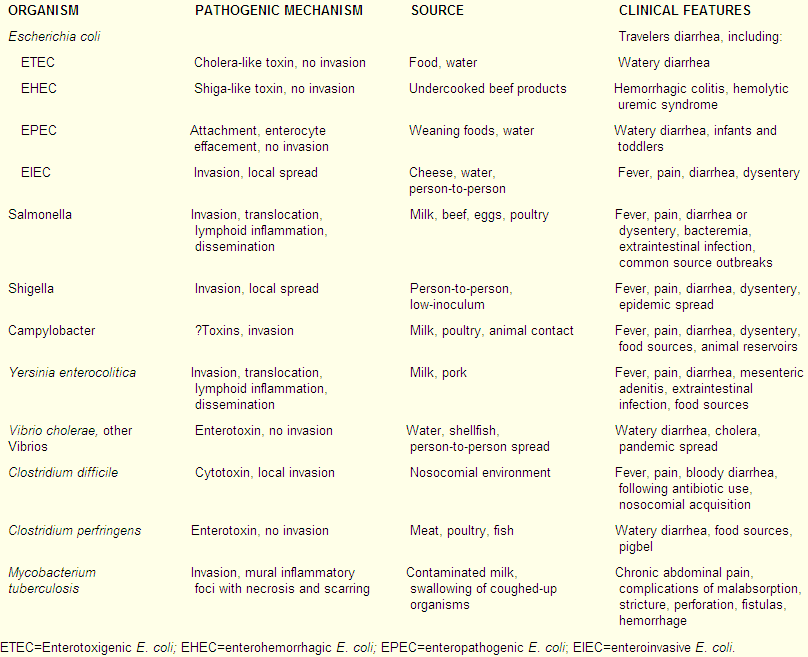 ORGANISM PATHOGENIC MECHANISM SOURCE CLINICAL FEATURES
Escherichia coli Travelers diarrhea, including:
ETEC Cholera-like toxin, no invasion Food, water Watery diarrhea
EHEC Shiga-like toxin, no invasion Undercooked beef products Hemorrhagic colitis, hemolytic
uremic syndrome
EPEC Attachment, enterocyte Weaning foods, water Watery diarrhea, infants and
effacement, no invasion toddlers
EIEC Invasion, local spread Cheese, water, Fever, pain, diarrhea, dysentery
person-to-person
Salmonella Invasion, translocation, Milk, beef, eggs, poultry Fever, pain, diarrhea or
lymphoid inflammation, dysentery, bacteremia,
dissemination extraintestinal infection,
common source outbreaks
Shigella Invasion, local spread Person-to-person, Fever, pain, diarrhea, dysentery,
low-inoculum epidemic spread
Campylobacter ?Toxins, invasion Milk, poultry, animal contact Fever, pain, diarrhea, dysentery,
food sources, animal reservoirs
Yersinia enterocolitica Invasion, translocation, Milk, pork Fever, pain, diarrhea, mesenteric
lymphoid inflammation, adenitis, extraintestinal
dissemination infection, food sources
Vibrio cholerae, other Enterotoxin, no invasion Water, shellfish, Watery diarrhea, cholera,
Vibrios person-to-person spread pandemic spread
Clostridium difficile Cytotoxin, local invasion Nosocomial environment Fever, pain, bloody diarrhea,
following antibiotic use,
nosocomial acquisition
Clostridium perfringens Enterotoxin, no invasion Meat, poultry, fish Watery diarrhea, food sources,
pigbel
Mycobacterium Invasion, mural inflammatory Contaminated milk, Chronic abdominal pain,
tuberculosis foci with necrosis and scarring swallowing of coughed-up complications of malabsorption,
organisms stricture, perforation, fistulas,
hemorrhage
ETEC=Enterotoxigenic E. coli; EHEC=enterohemorrhagic E. coli; EPEC=enteropathogenic E. coli; EIEC=enteroinvasive E. coli.